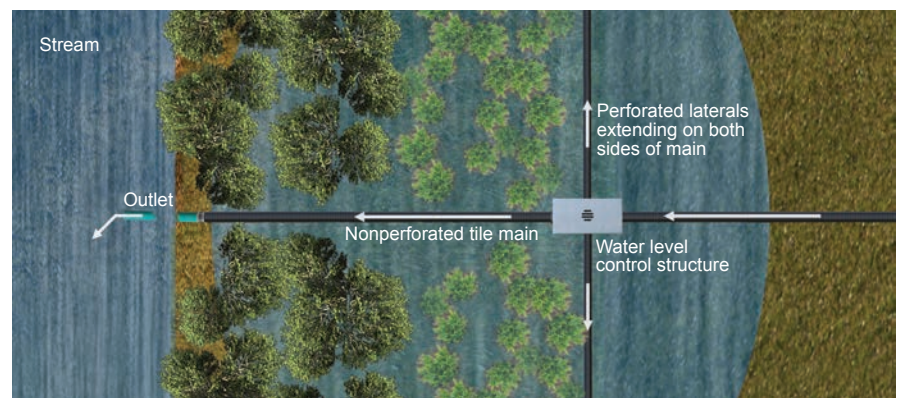 Stream
Perforated laterals
extending on both
sides of main
Outlet
Nonperforated tile main
Water level
control structure